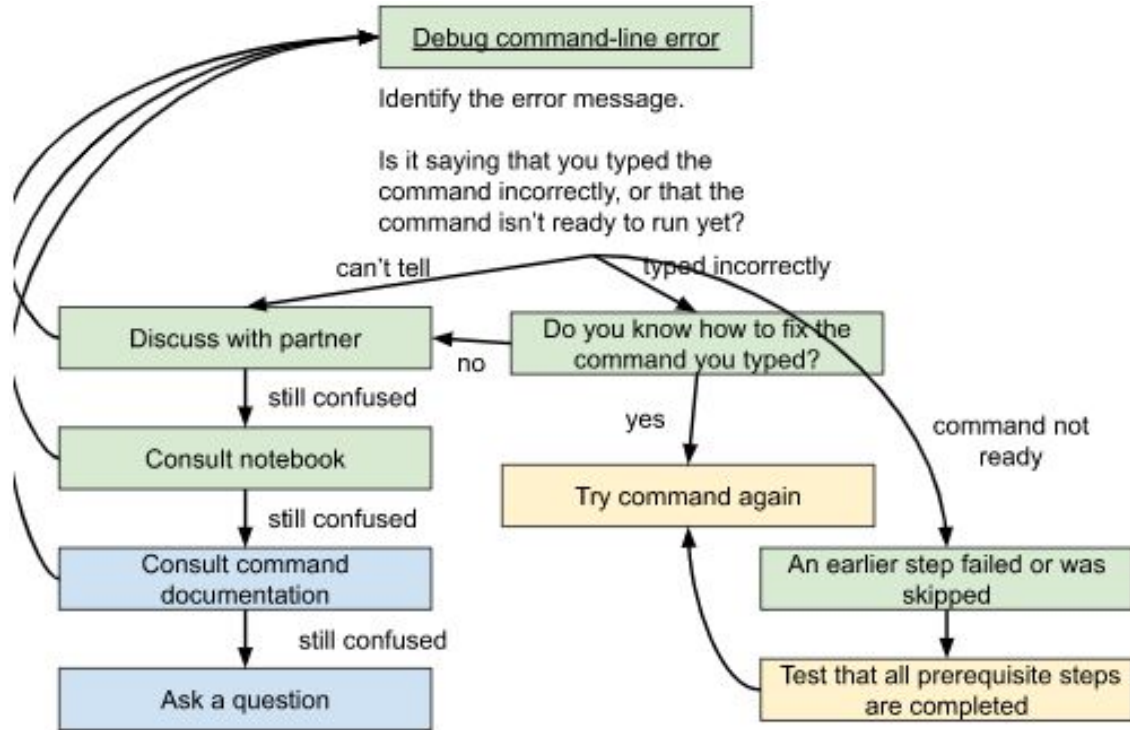 Debug command-line error
Identify the error message.
Is it saying that you typed the
command incorrectly, or that the
command isn't ready to run yet?
can't tell
typed incorrectly
Discuss with partner
Do you know how to fix the
command you typed?
no
still confused
yes
command not
ready
Consult notebook
Try command again
still confused
Consult command
documentation
An earlier step failed or was
skipped
still confused
Ask a question
Test that all prerequisite steps
are completed